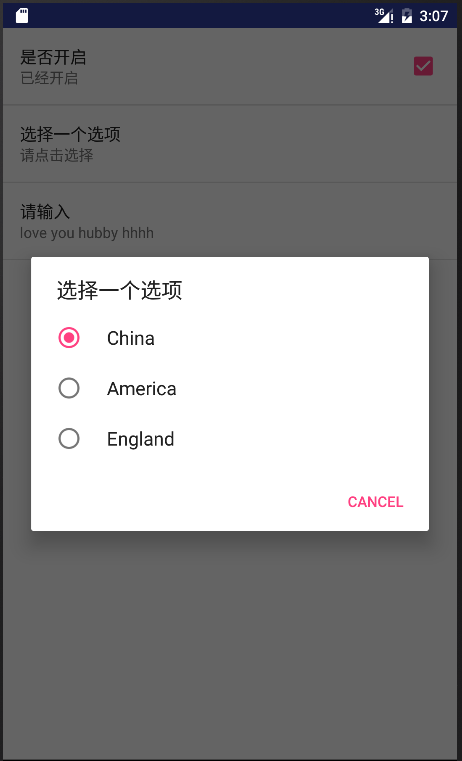 3G 3:07
是否开启
已经开启
选择一个选项
请点击选择
请输入
love you hubby hhhh
选择一个选项
China
America
England
CANCEL